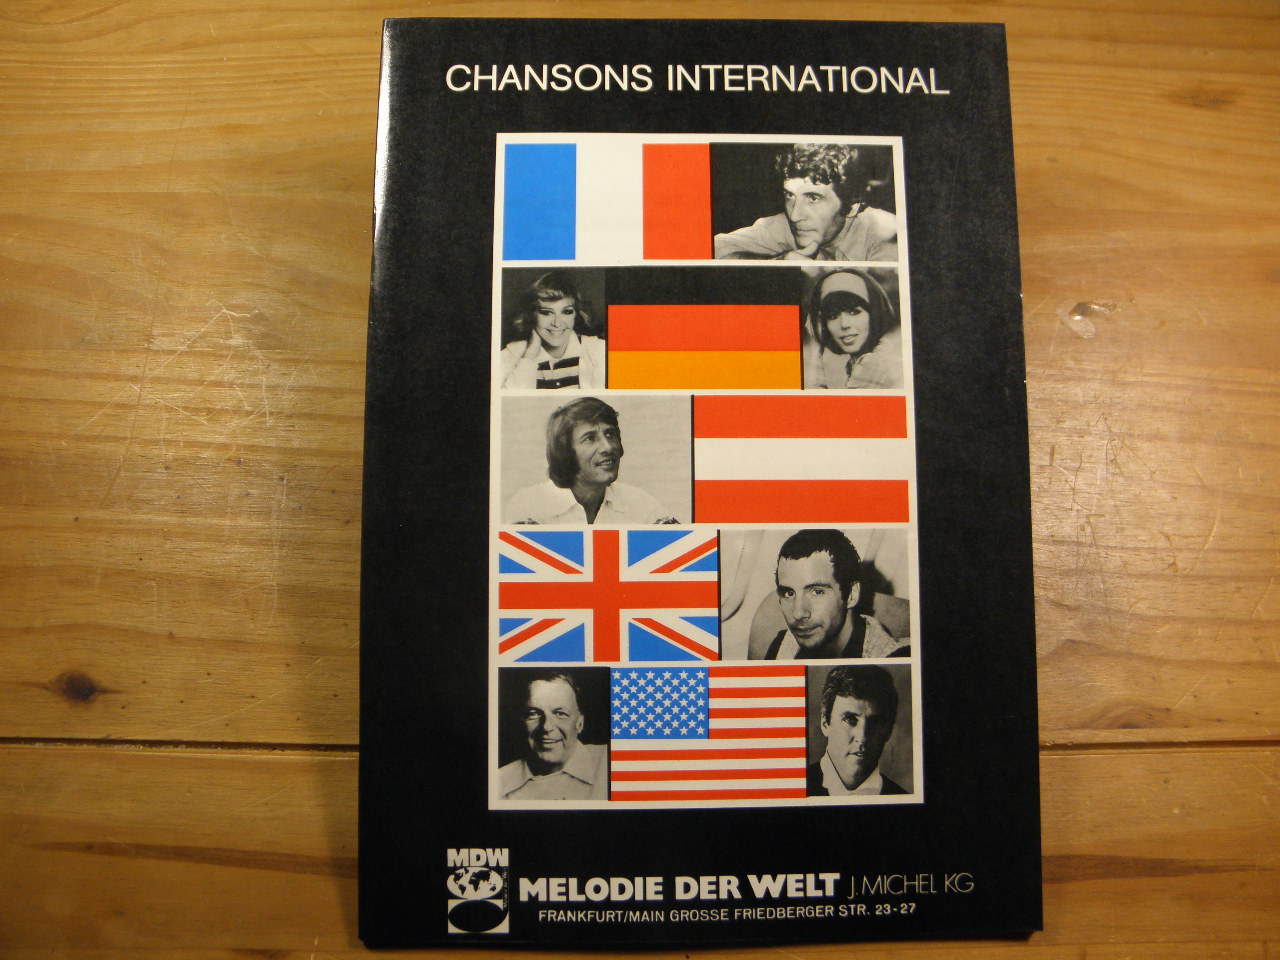 CHANSONS INTERNATIONAL
MDW
MELODIE DER WELT J. MICHEL KG
FRANKFURT/MAIN GROSSE FRIEDBERGER STR. 23-27